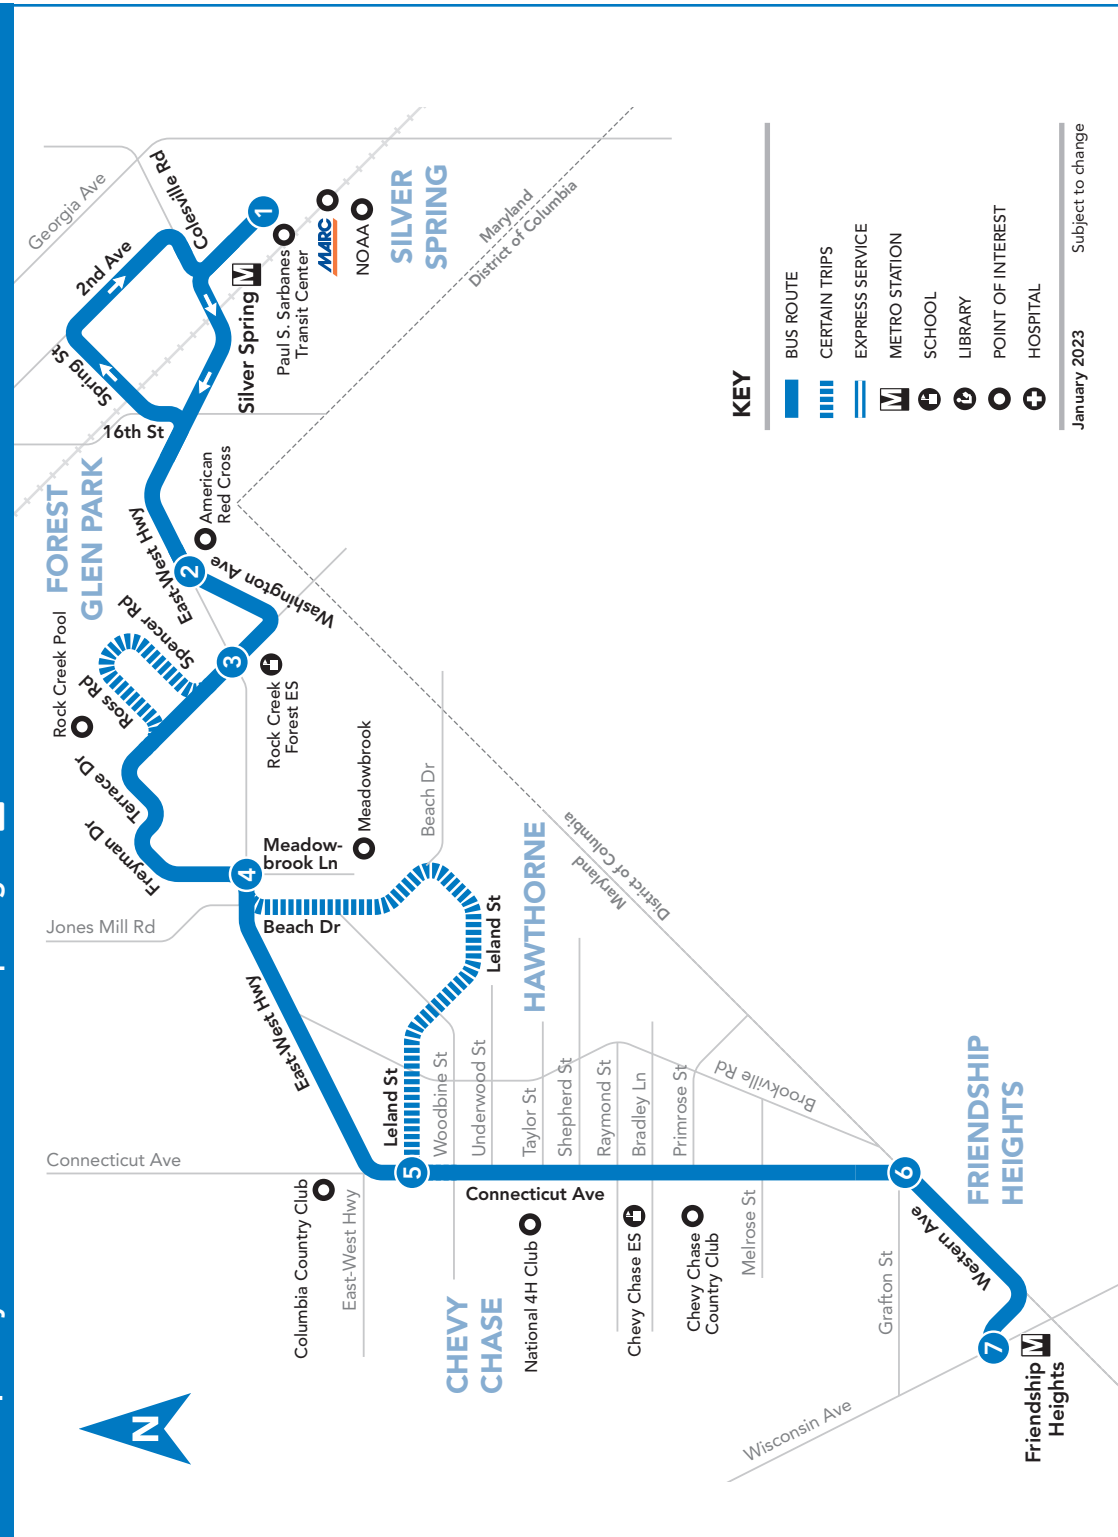 Georgia Ave
Colesville Rd
2nd Ave
Spring St
16th St
1
Silver Spring M
Paul S. Sarbanes
Transit Center
MARC
NOAA
SILVER
SPRING
Maryland
District of Columbia
FOREST
GLEN PARK
East-West Hwy
American
Red Cross
2
Washington Ave
Rock Creek Pool
Spencer Rd
Ross Rd
3
Rock Creek
Forest ES
Terrace Dr
Freyman Dr
4
Meadow-
brook Ln
Meadowbrook
Beach Dr
Jones Mill Rd
Beach Dr
Leland St
HAWTHORNE
Maryland
District of Columbia
East-West Hwy
Leland St
Woodbine St
Underwood St
Taylor St
Shepherd St
Raymond St
Bradley Ln
Primrose St
Brookville Rd
Connecticut Ave
5
Connecticut Ave
Columbia Country Club
East-West Hwy
CHEVY
CHASE
National 4H Club
Chevy Chase ES
Chevy Chase
Country Club
Melrose St
Grafton St
6
Western Ave
FRIENDSHIP
HEIGHTS
7
Friendship M
Heights
Wisconsin Ave
N
KEY
BUS ROUTE
CERTAIN TRIPS
EXPRESS SERVICE
M METRO STATION
SCHOOL
LIBRARY
POINT OF INTEREST
HOSPITAL
January 2023
Subject to change